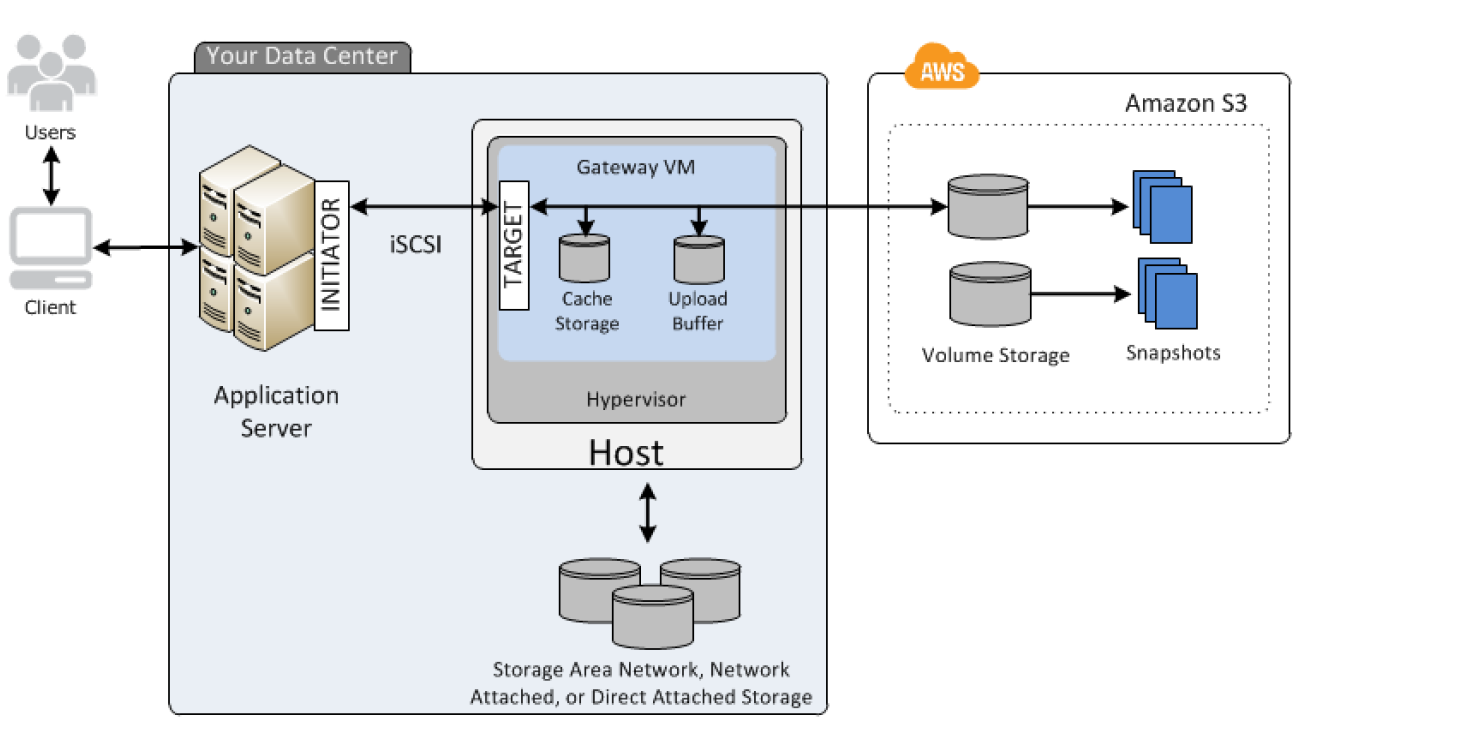 Your Data Center
AWS
Amazon S3
Users
Gateway VM
INITIATOR
TARGET
iSCSI
Cache
Storage
Upload
Buffer
Client
Volume Storage
Snapshots
Application
Server
Hypervisor
Host
Storage Area Network, Network
Attached, or Direct Attached Storage